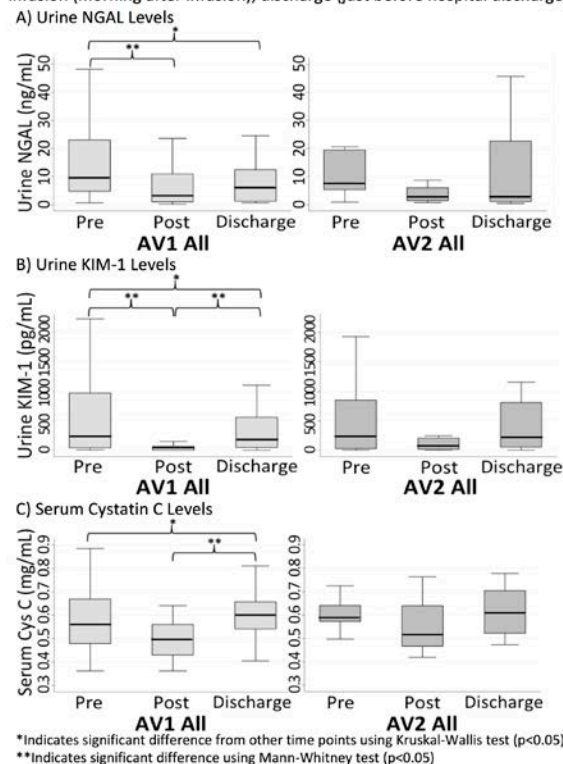 infusion (morning after infusion), discharge (just before hospital discharge
A) Urine NGAL Levels
* **
Urine NGAL (ng/mL)
0 10 20 30 40 50
0 10 20 30 40 50
Pre Post Discharge
AV1 All
Pre Post Discharge
AV2 All
B) Urine KIM-1 Levels
* ** **
Urine KIM-1 (pg/mL)
0 500 1000 1500 2000
0 500 1000 1500 2000
Pre Post Discharge
AV1 All
Pre Post Discharge
AV2 All
C) Serum Cystatin C Levels
* **
Serum Cys C (mg/mL)
0.3 0.4 0.5 0.6 0.7 0.8 0.9
0.3 0.4 0.5 0.6 0.7 0.8 0.9
Pre Post Discharge
AV1 All
Pre Post Discharge
AV2 All
*Indicates significant difference from other time points using Kruskal-Wallis test (p<0.05)
**Indicates significant difference using Mann-Whitney test (p<0.05)